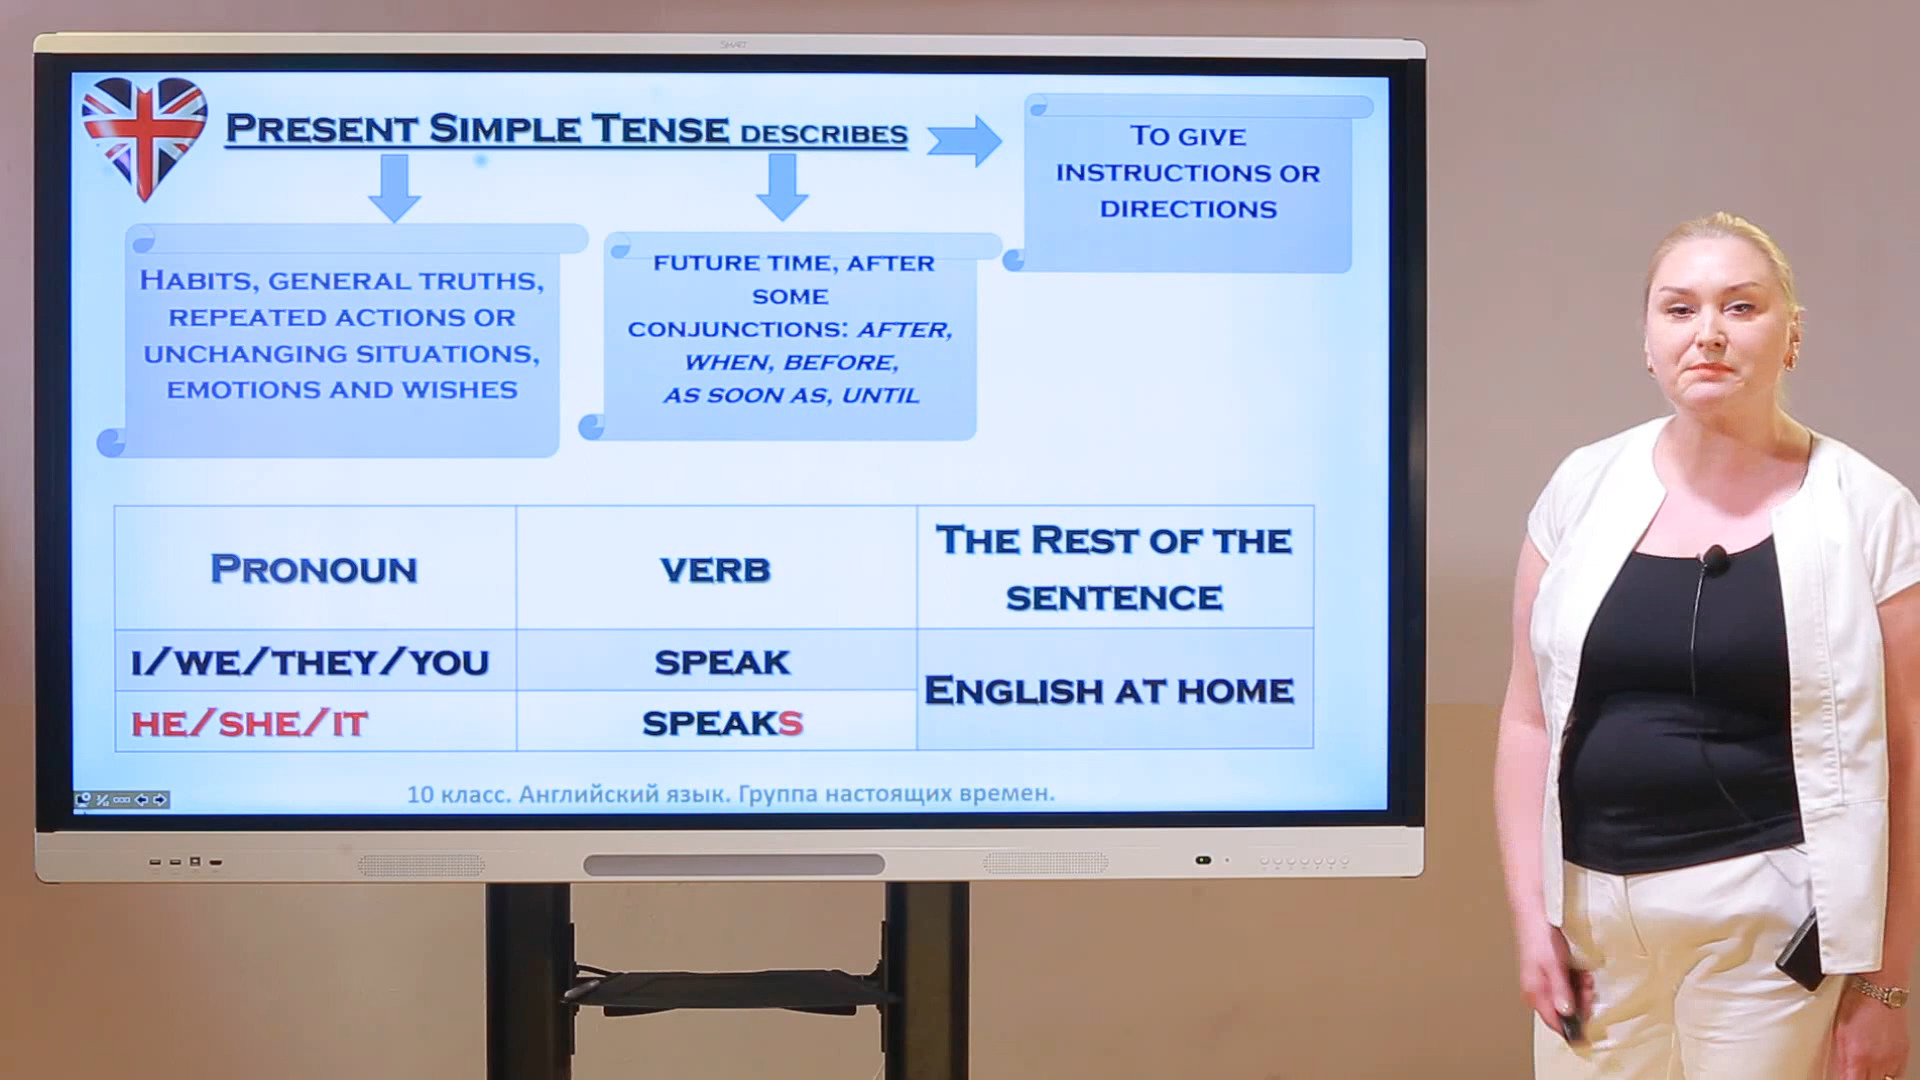 SMART
PRESENT SIMPLE TENSE DESCRIBES
TO GIVE
INSTRUCTIONS OR
DIRECTIONS
HABITS, GENERAL TRUTHS,
REPEATED ACTIONS OR
UNCHANGING SITUATIONS,
EMOTIONS AND WISHES
FUTURE TIME, AFTER
SOME
CONJUNCTIONS: AFTER,
WHEN, BEFORE,
AS SOON AS, UNTIL
PRONOUN
VERB
THE REST OF THE
SENTENCE
I/WE/THEY/YOU
SPEAK
ENGLISH AT HOME
HE/SHE/IT
SPEAKS
10 класс. Английский язык. Группа настоящих времен.